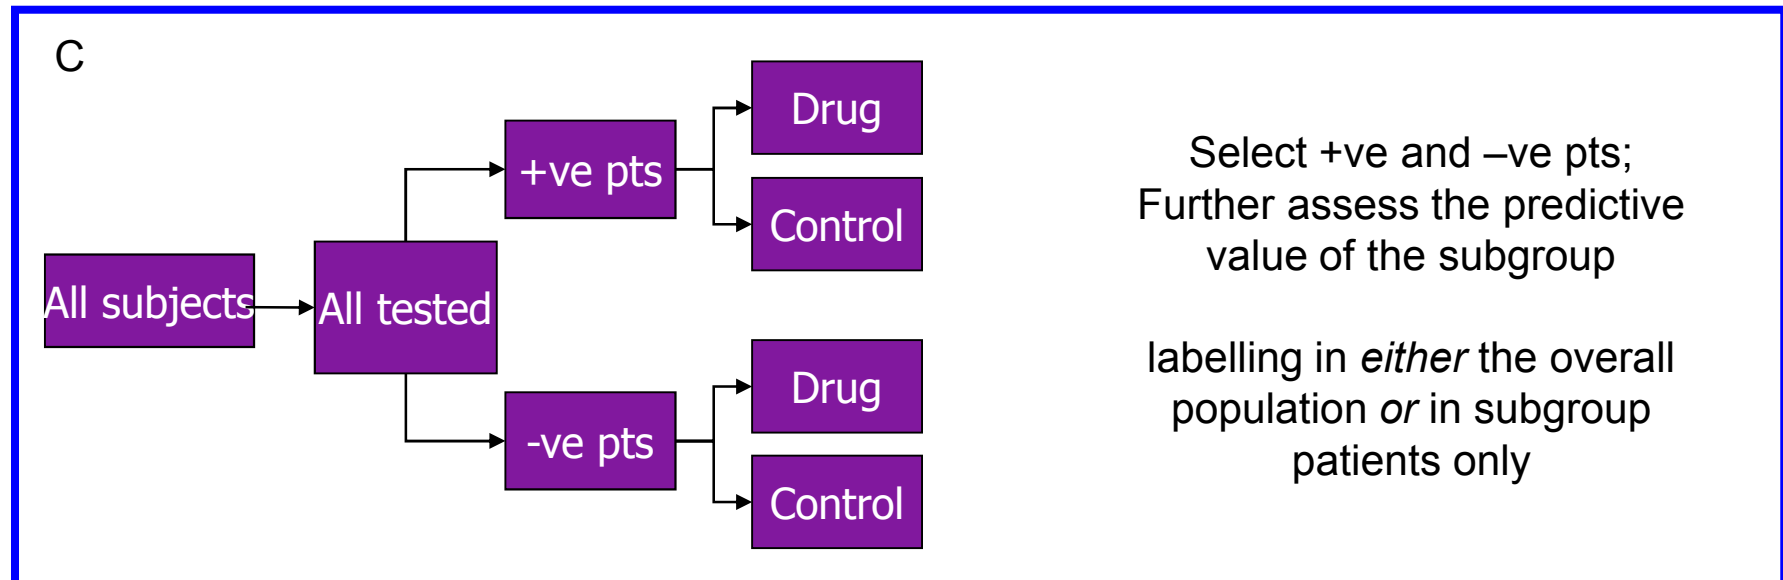 C
All subjects
All tested
+ve pts
Drug
Control
-ve pts
Drug
Control
Select +ve and –ve pts;
Further assess the predictive
value of the subgroup
labelling in either the overall
population or in subgroup
patients only